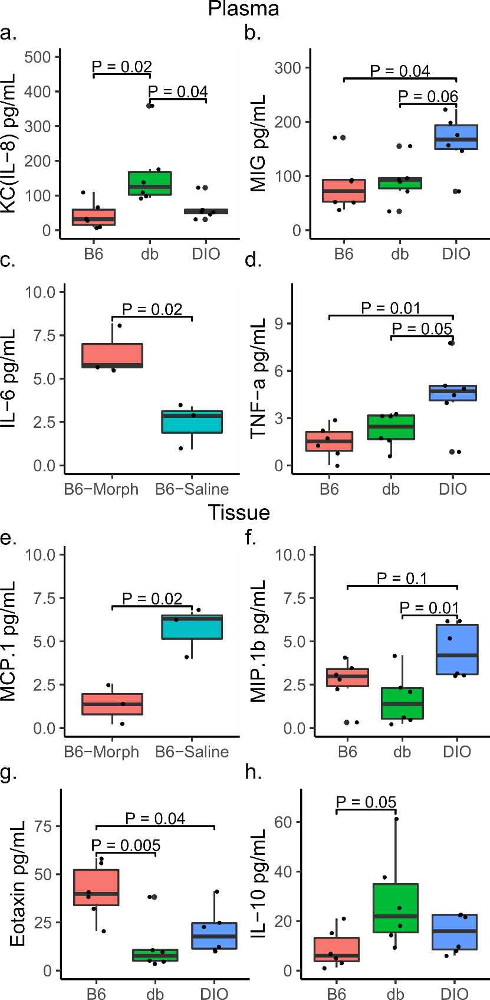 Plasma
a.
KC(IL−8) pg/mL
500
400
300
200
100
0
P = 0.02
P = 0.04
B6 db DIO
b.
MIG pg/mL
300
200
100
0
P = 0.04
P = 0.06
B6 db DIO
c.
IL−6 pg/mL
10.0
7.5
5.0
2.5
0.0
P = 0.02
B6−Morph B6−Saline
d.
TNF−a pg/mL
9
6
3
0
P = 0.01
P = 0.05
B6 db DIO
Tissue
e.
MCP.1 pg/mL
10.0
7.5
5.0
2.5
0.0
P = 0.02
B6−Morph B6−Saline
f.
MIP.1b pg/mL
10.0
7.5
5.0
2.5
0.0
P = 0.1
P = 0.01
B6 db DIO
g.
Eotaxin pg/mL
75
50
25
0
P = 0.04
P = 0.005
B6 db DIO
h.
IL−10 pg/mL
60
40
20
0
P = 0.05
B6 db DIO